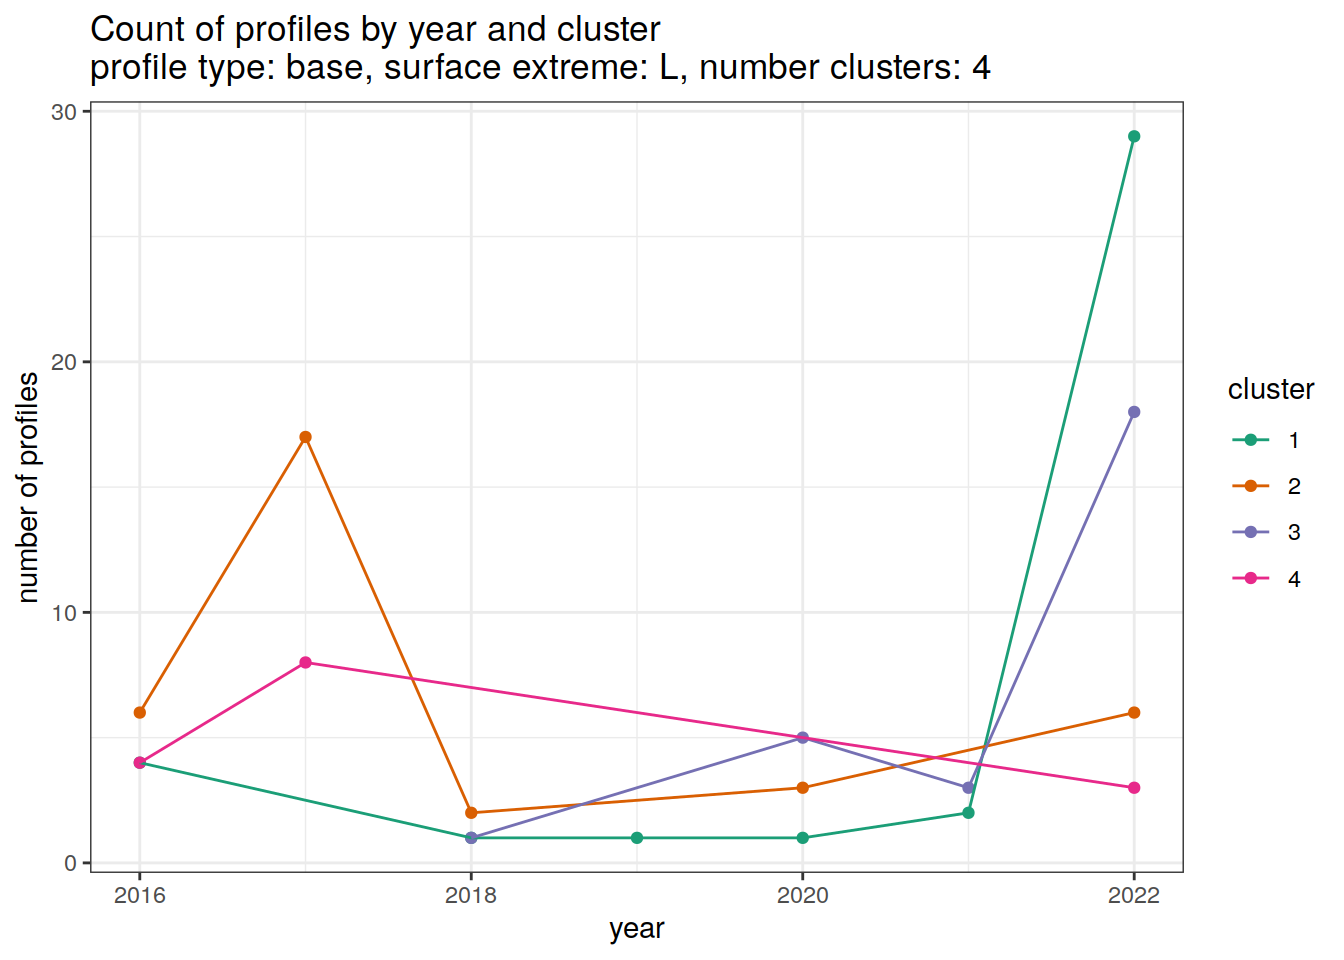 Count of profiles by year and cluster
profile type: base, surface extreme: L, number clusters: 4
30
20
10
0
number of profiles
2016
2018
2020
2022
year
cluster
1
2
3
4